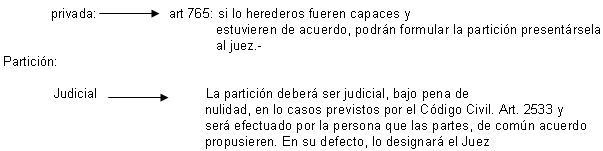 privada: art 765: si lo herederos fueren capaces y
estuvieren de acuerdo, podrán formular la partición presentársela
al juez.-
Partición:
Judicial La partición deberá ser judicial, bajo pena de
nulidad, en lo casos previstos por el Código Civil. Art. 2533 y
será efectuado por la persona que las partes, de común acuerdo
propusieren. En su defecto, lo designará el Juez